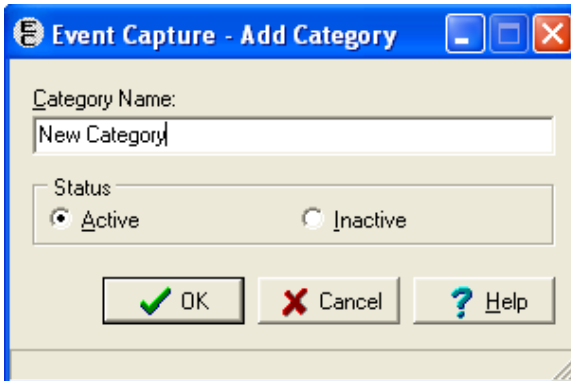 Event Capture - Add Category
Category Name:
New Category
Status
Active Inactive
OK Cancel Help